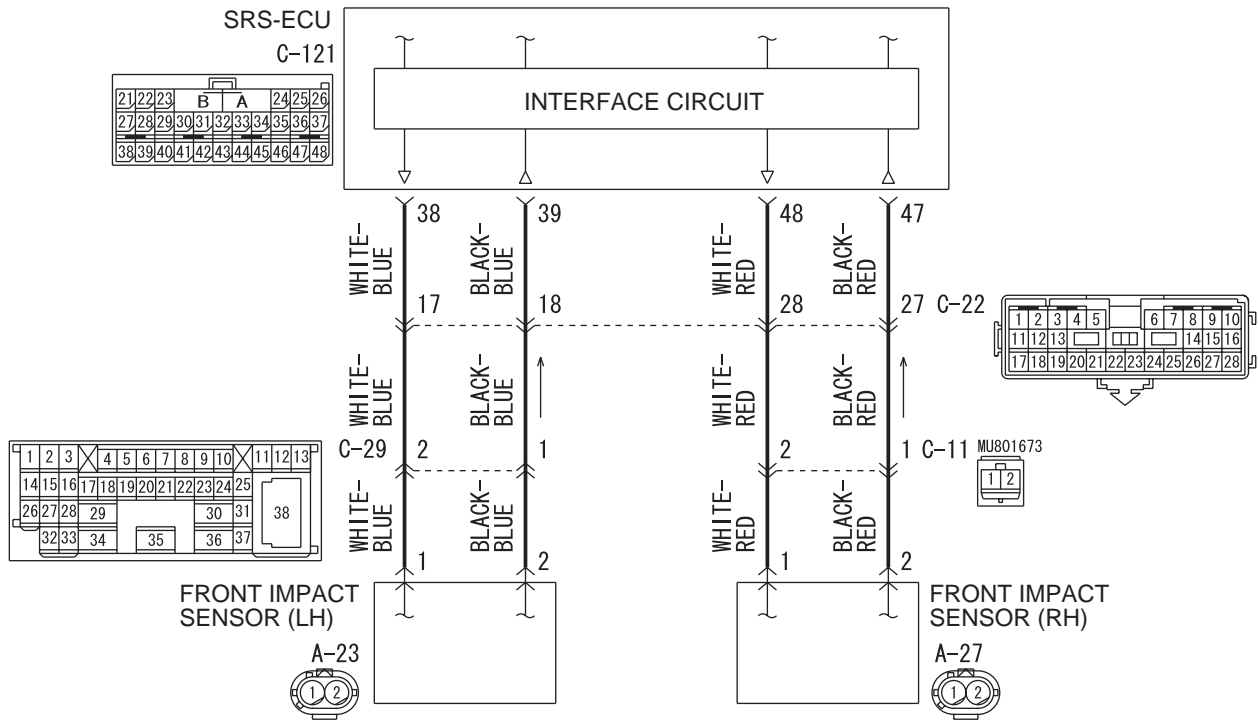 SRS-ECU
C-121
21 22 23 B A 24 25 26
27 28 29 30 31 32 33 34 35 36 37
38 39 40 41 42 43 44 45 46 47 48
INTERFACE CIRCUIT
38 39 48 47
WHITE-
BLUE
BLACK-
BLUE
WHITE-
RED
BLACK-
RED
17 18 28 27 C-22
1 2 3 4 5 6 7 8 9 10
11 12 13 14 15 16
17 18 19 20 21 22 23 24 25 26 27 28
WHITE-
BLUE
BLACK-
BLUE
WHITE-
RED
BLACK-
RED
C-29 2 1 2 1 C-11
MU801673
1 2
1 2 3 4 5 6 7 8 9 10 11 12 13
14 15 16 17 18 19 20 21 22 23 24 25
26 27 28 29 30 31 38
32 33 34 35 36 37
WHITE-
BLUE
BLACK-
BLUE
WHITE-
RED
BLACK-
RED
1 2 1 2
FRONT IMPACT
SENSOR (LH)
A-23
1 2
FRONT IMPACT
SENSOR (RH)
A-27
1 2